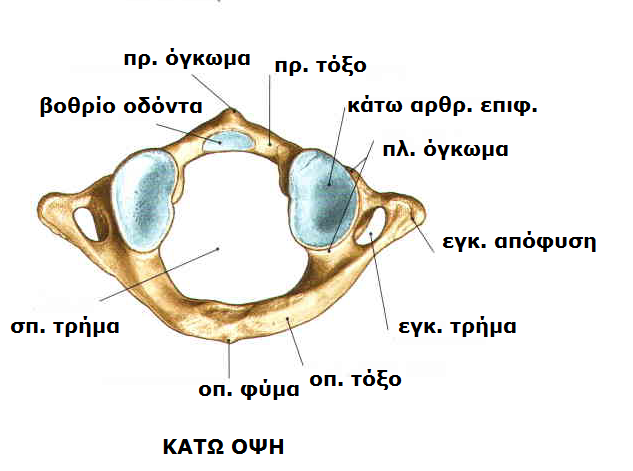 πρ. όγκωμα
πρ. τόξο
βοθρίο οδόντα
κάτω αρθρ. επιφ.
πλ. όγκωμα
εγκ. απόφυση
σπ. τρήμα
εγκ. τρήμα
οπ. τόξο
οπ. φύμα
ΚΑΤΩ ΟΨΗ